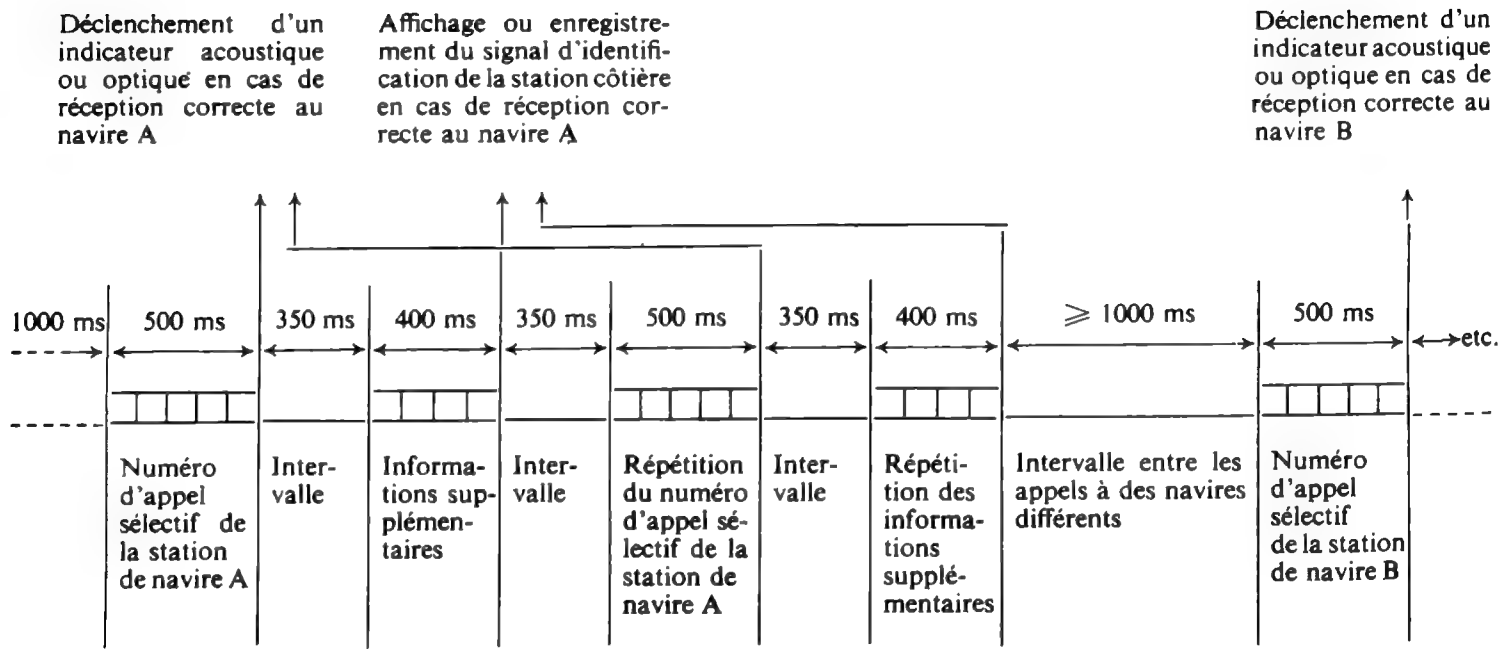 Déclenchement d'un
indicateur acoustique
ou optique en cas de
réception correcte au
navire A
Affichage ou enregistre-
ment du signal d'identifi-
cation de la station côtière
en cas de réception cor-
recte au navire A
Déclenchement d'un
indicateur acoustique
ou optique en cas de
réception correcte au
navire B
1000 ms
500 ms
350 ms
400 ms
350 ms
500 ms
350 ms
400 ms
⩾ 1000 ms
500 ms
etc.
Numéro
d'appel
sélectif de
la station
de navire A
Inter-
valle
Informa-
tions sup-
plémen-
taires
Inter-
valle
Répétition
du numéro
d'appel sé-
lectif de la
station de
navire A
Inter-
valle
Répéti-
tion des
informa-
tions
supplé-
mentaires
Intervalle entre les
appels à des navires
différents
Numéro
d'appel
sélectif
de la station
de navire B